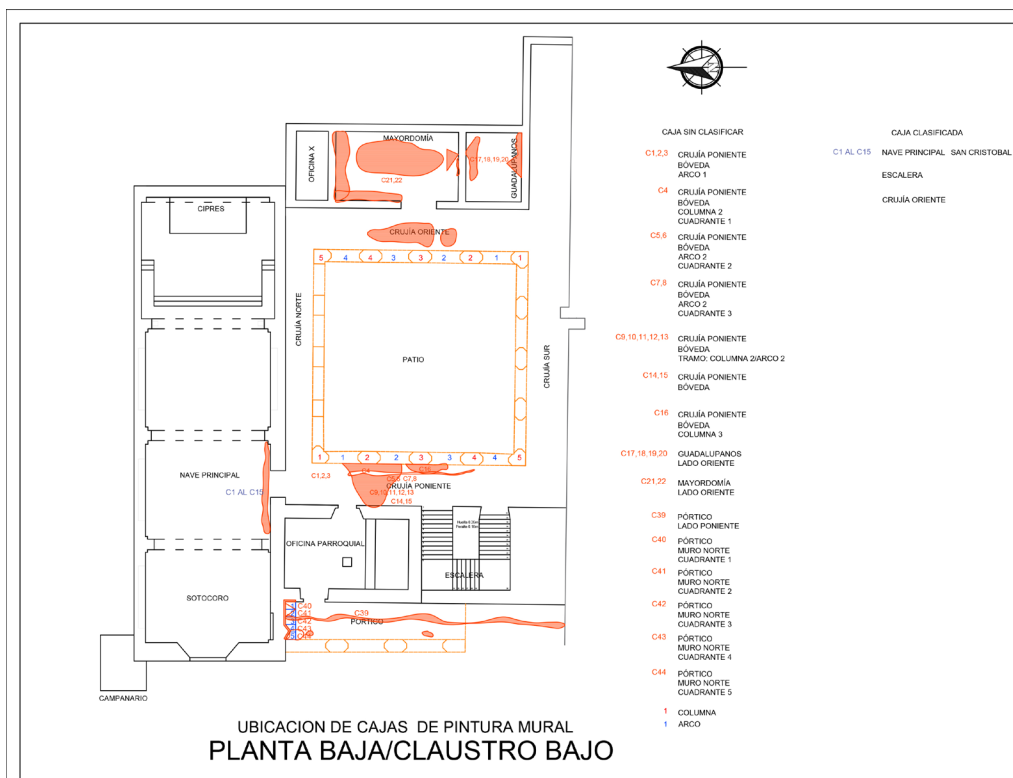 MAYORDOMÍA
OFICINA X
C17,18,19,20
GUADALUPANOS
C21,22
CIPRES
CRUJÍA ORIENTE
5 4 4 3 3 2 2 1 1
CRUJÍA NORTE
PATIO
CRUJÍA SUR
1 1 2 2 3 3 4 4 5
NAVE PRINCIPAL
C1 AL C15
C1,2,3
C4
C5,6 C7,8
C16
CRUJÍA PONIENTE
C9,10,11,12,13
C14,15
OFICINA PARROQUIAL
ESCALERA
SOTOCORO
C40
C41
C42
C43
C44
C39
PÓRTICO
CAMPANARIO
CAJA SIN CLASIFICAR
C1,2,3 CRUJÍA PONIENTE
BÓVEDA
ARCO 1
C4 CRUJÍA PONIENTE
BÓVEDA
COLUMNA 2
CUADRANTE 1
C5,6 CRUJÍA PONIENTE
BÓVEDA
ARCO 2
CUADRANTE 2
C7,8 CRUJÍA PONIENTE
BÓVEDA
ARCO 2
CUADRANTE 3
C9,10,11,12,13 CRUJÍA PONIENTE
BÓVEDA
TRAMO: COLUMNA 2/ARCO 2
C14,15 CRUJÍA PONIENTE
BÓVEDA
C16 CRUJÍA PONIENTE
BÓVEDA
COLUMNA 3
C17,18,19,20 GUADALUPANOS
LADO ORIENTE
C21,22 MAYORDOMÍA
LADO ORIENTE
C39 PÓRTICO
LADO PONIENTE
C40 PÓRTICO
MURO NORTE
CUADRANTE 1
C41 PÓRTICO
MURO NORTE
CUADRANTE 2
C42 PÓRTICO
MURO NORTE
CUADRANTE 3
C43 PÓRTICO
MURO NORTE
CUADRANTE 4
C44 PÓRTICO
MURO NORTE
CUADRANTE 5
1 COLUMNA
1 ARCO
CAJA CLASIFICADA
C1 AL C15 NAVE PRINCIPAL SAN CRISTOBAL
ESCALERA
CRUJÍA ORIENTE
UBICACION DE CAJAS DE PINTURA MURAL
PLANTA BAJA/CLAUSTRO BAJO